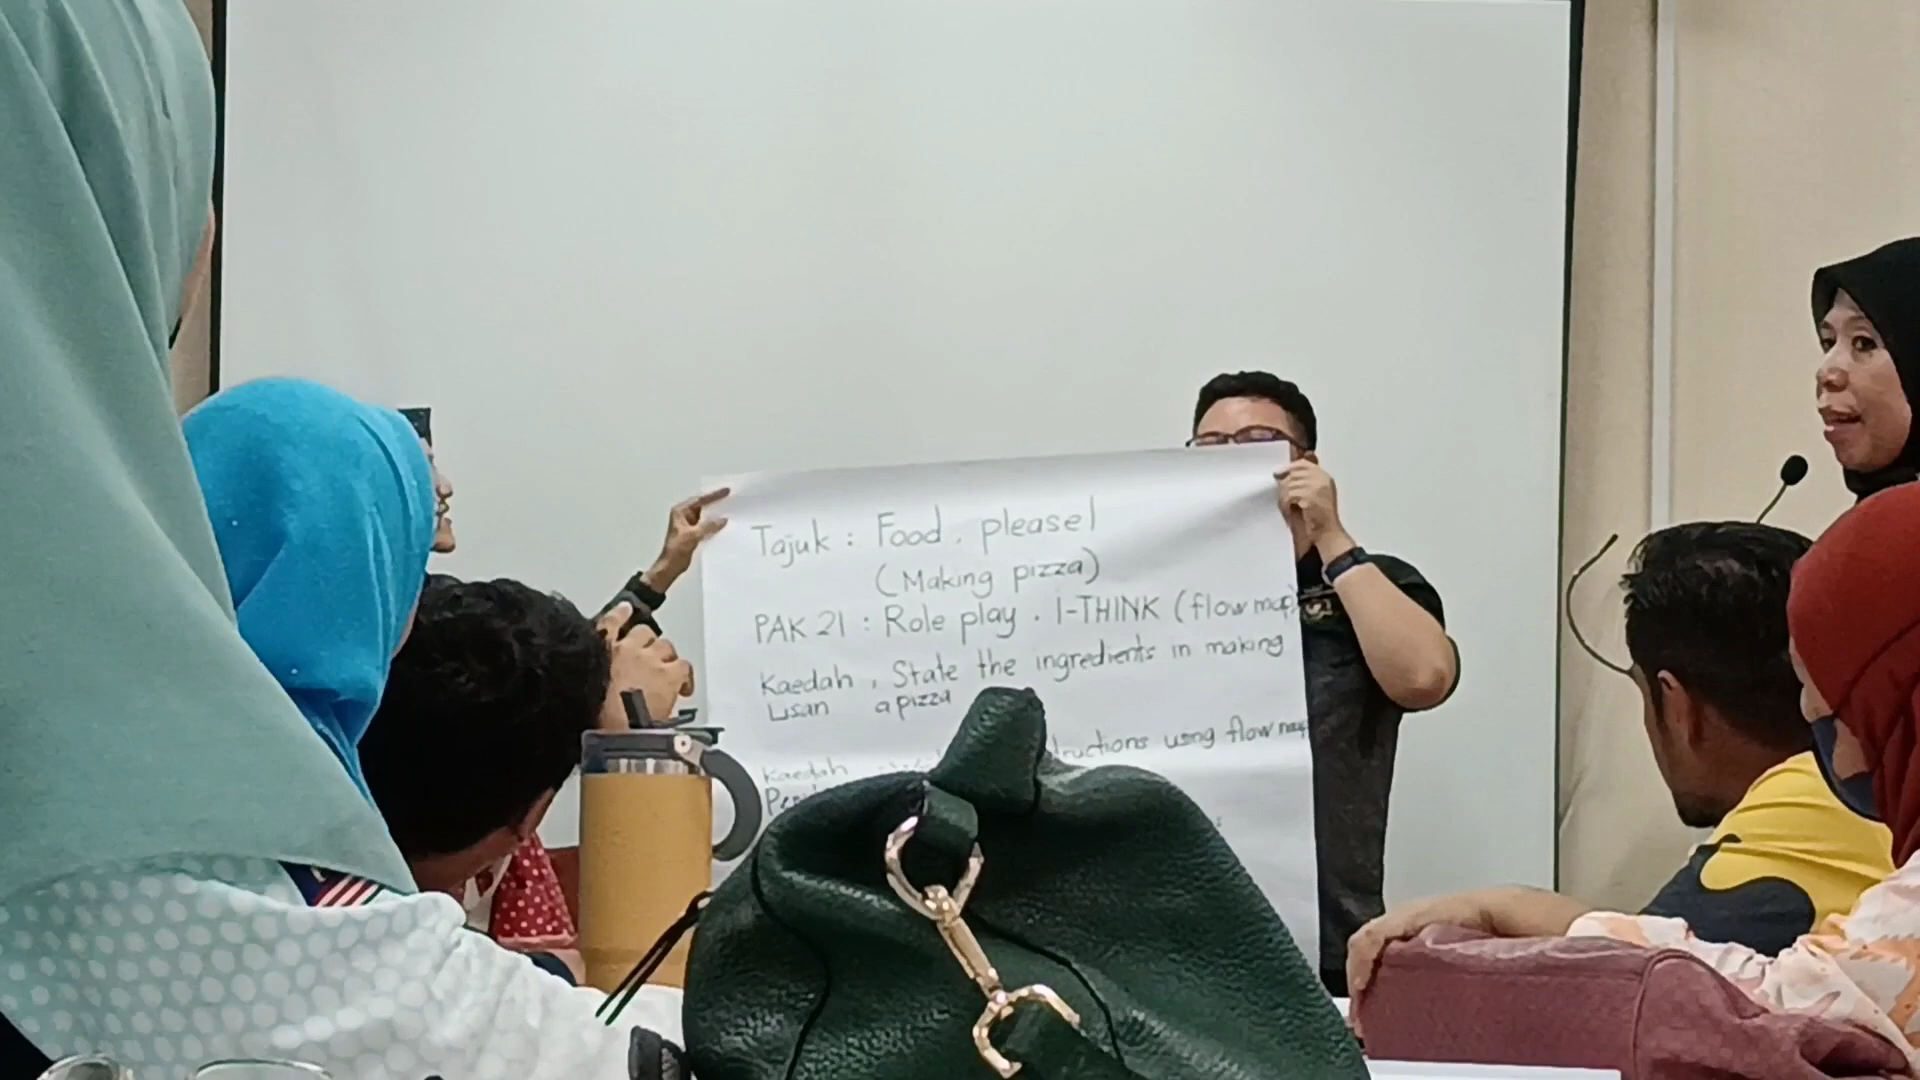 Tajuk : Food, please!
(Making pizza)
PAK 21 : Role play . I-THINK (flow map)
Kaedah , State the ingredients in making
Lisan a pizza
Kaedah using flow map